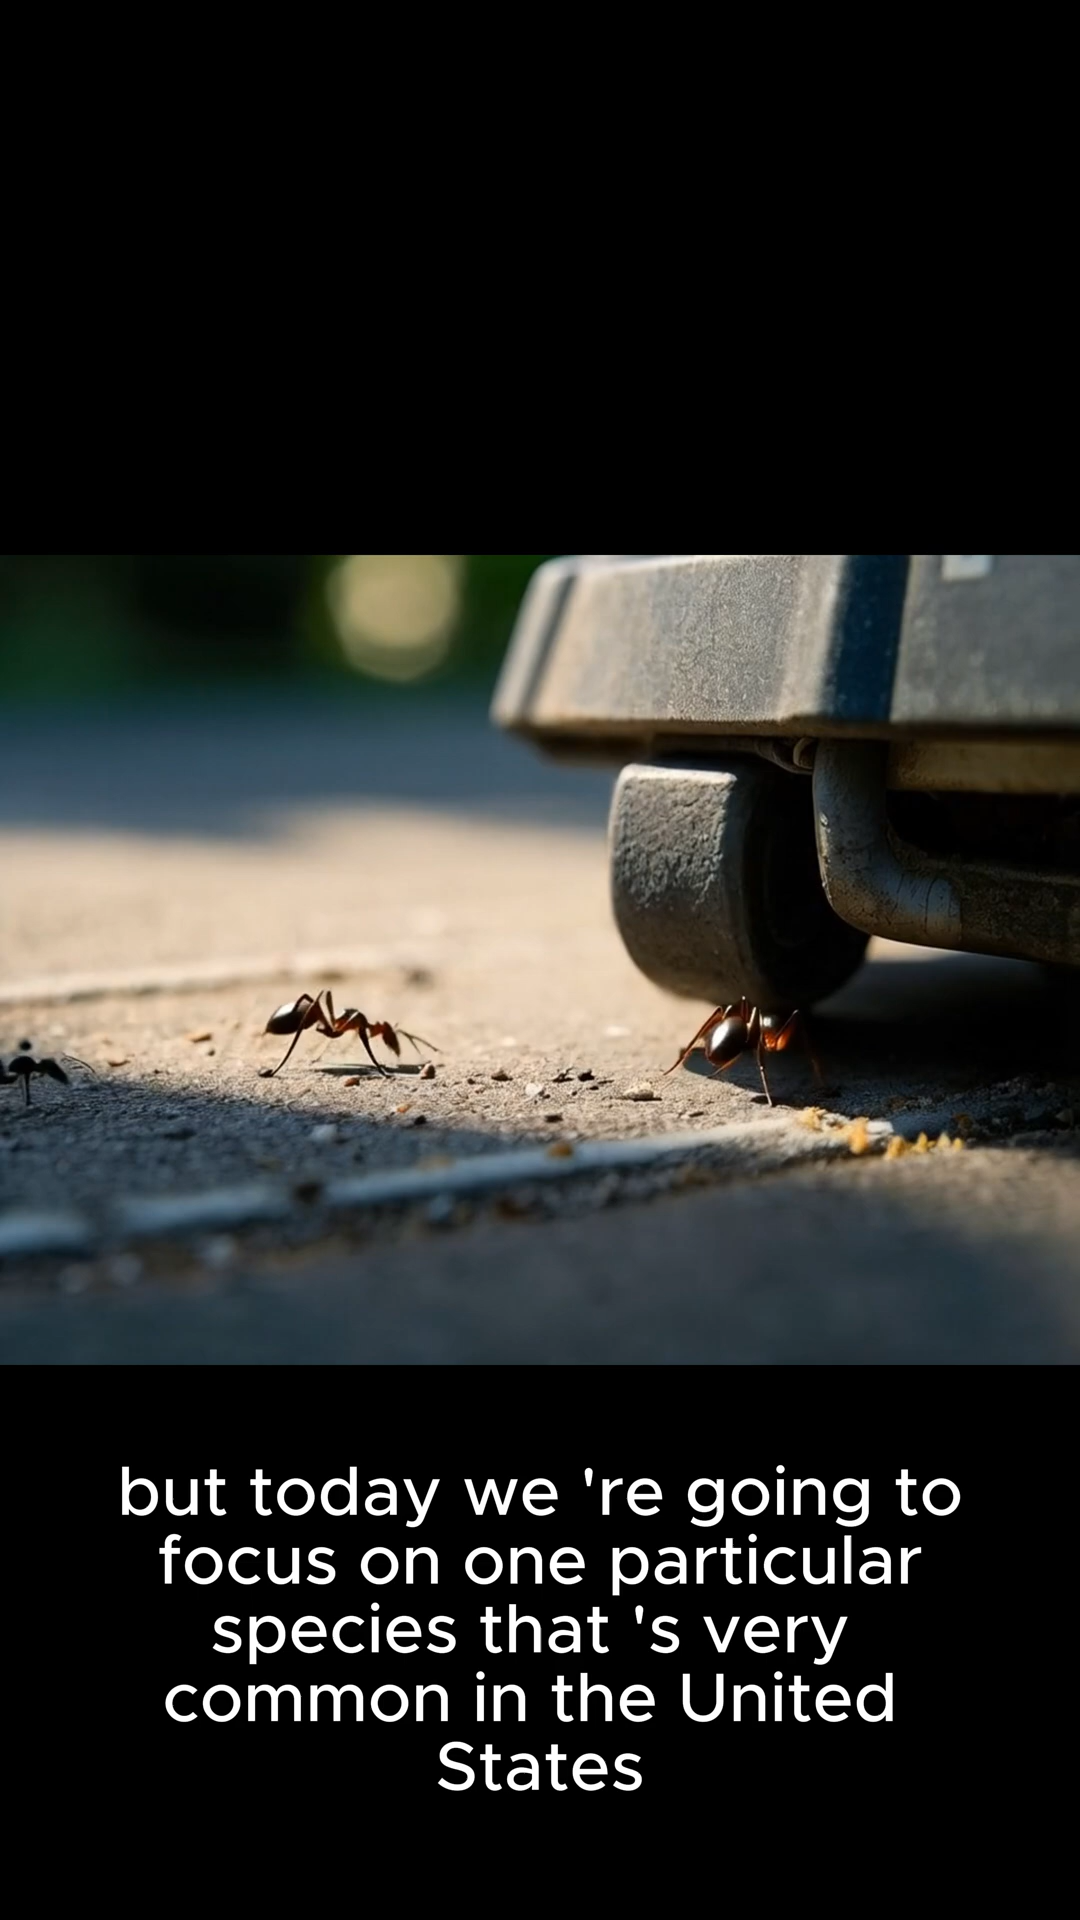 but today we 're going to
focus on one particular
species that 's very
common in the United
States